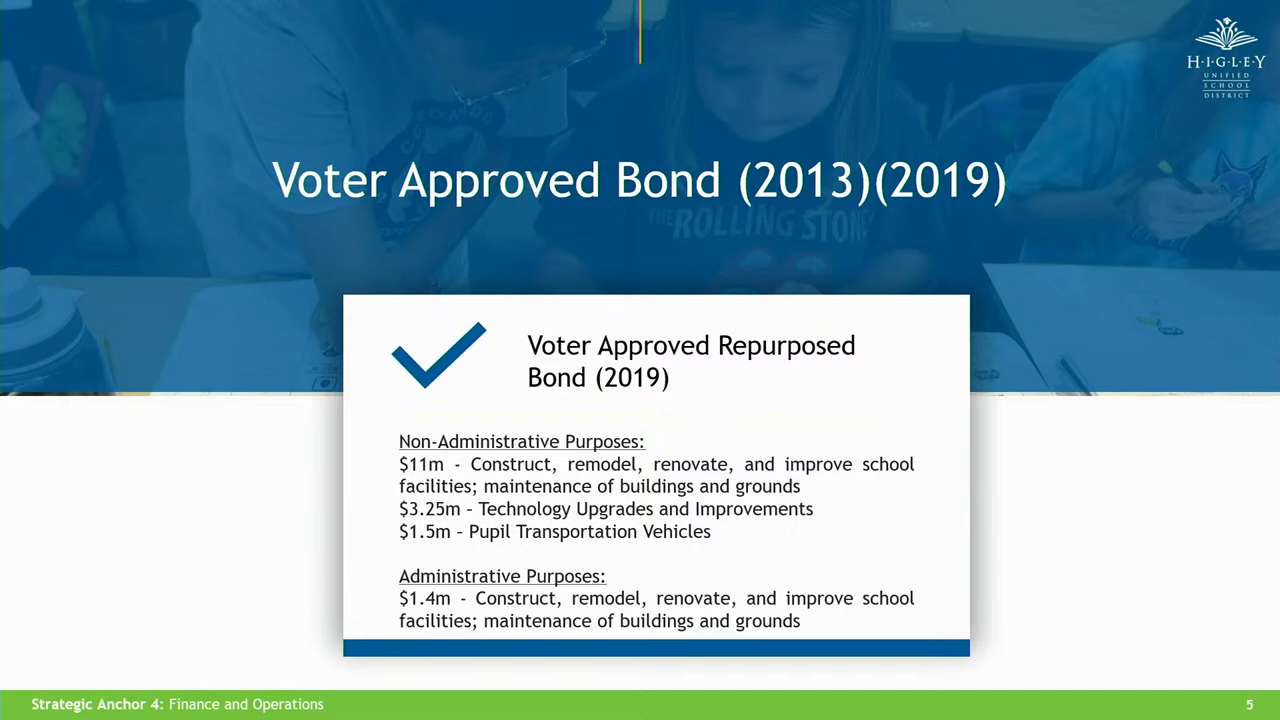 H·I·G·L·E·Y
UNIFIED
SCHOOL
DISTRICT
Voter Approved Bond (2013)(2019)
THE ROLLING STONE
Voter Approved Repurposed
Bond (2019)
Non-Administrative Purposes:
$11m - Construct, remodel, renovate, and improve school
facilities; maintenance of buildings and grounds
$3.25m – Technology Upgrades and Improvements
$1.5m – Pupil Transportation Vehicles
Administrative Purposes:
$1.4m - Construct, remodel, renovate, and improve school
facilities; maintenance of buildings and grounds
Strategic Anchor 4: Finance and Operations
5